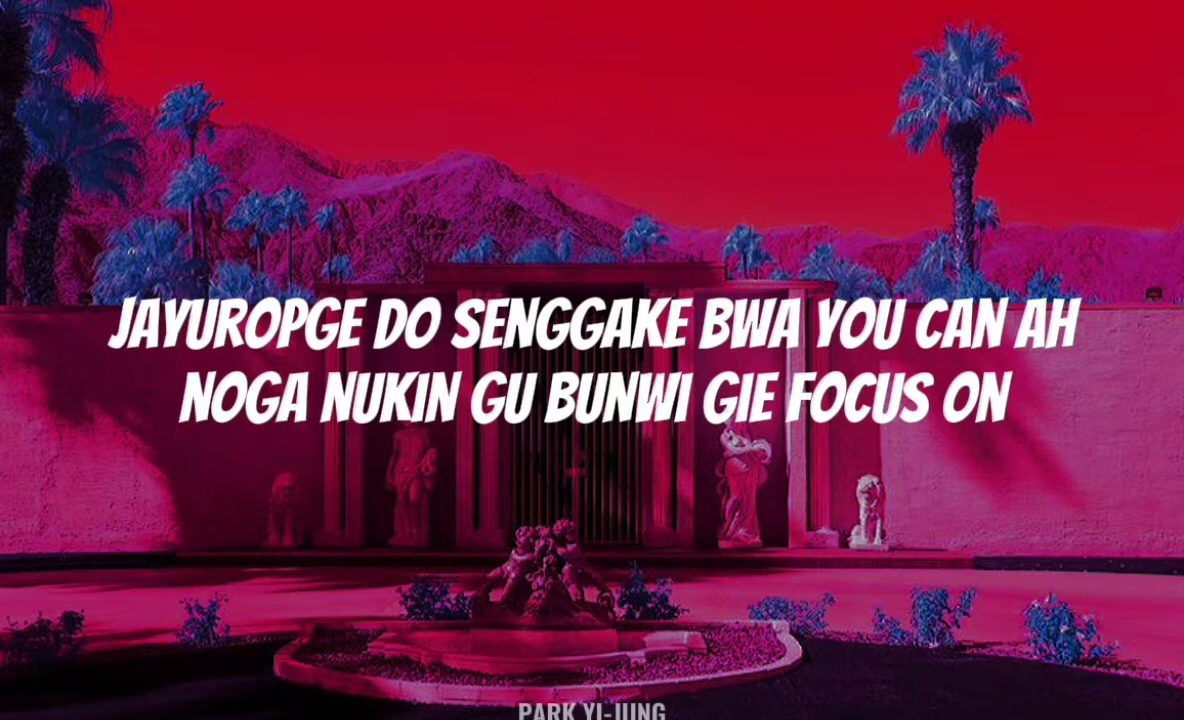 JAYUROPGE DO SENGGAKE BWA YOU CAN AH
NOGA NUKIN GU BUNWI GIE FOCUS ON
PARK YI-JUNG